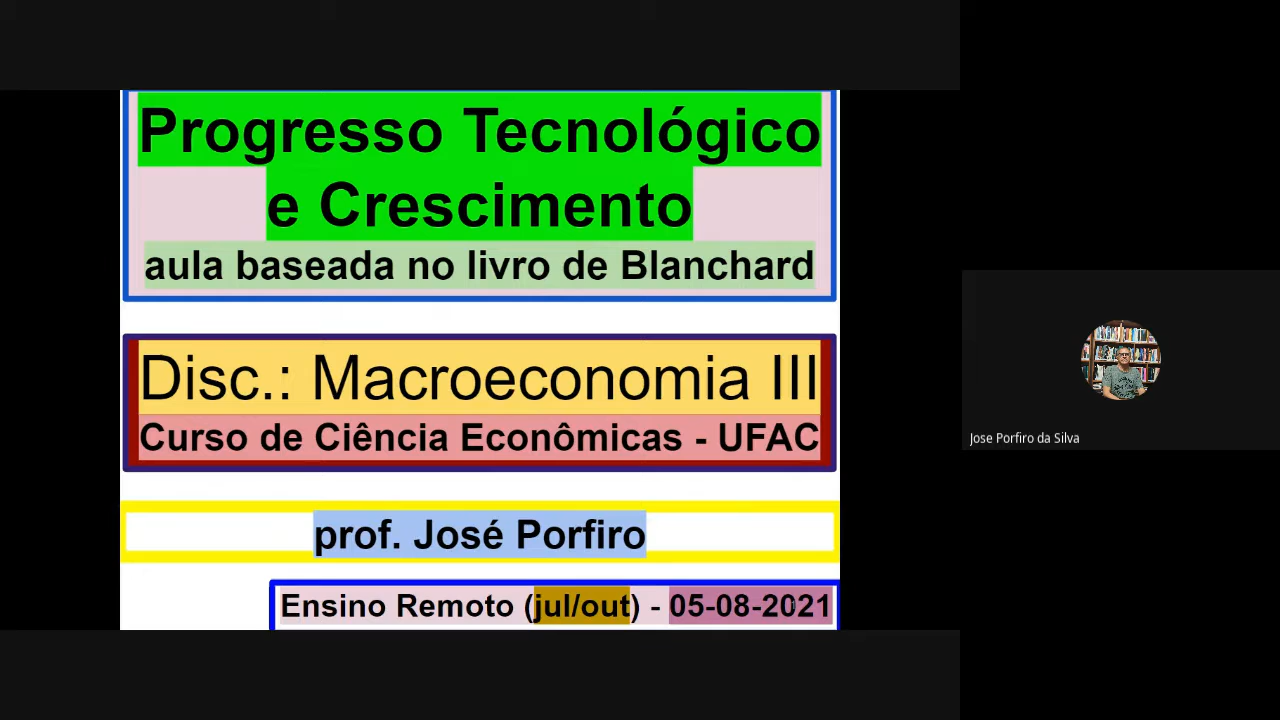 Progresso Tecnológico
e Crescimento
aula baseada no livro de Blanchard
Disc.: Macroeconomia III
Curso de Ciência Econômicas - UFAC
prof. José Porfiro
Ensino Remoto (jul/out) - 05-08-2021
Jose Porfiro da Silva